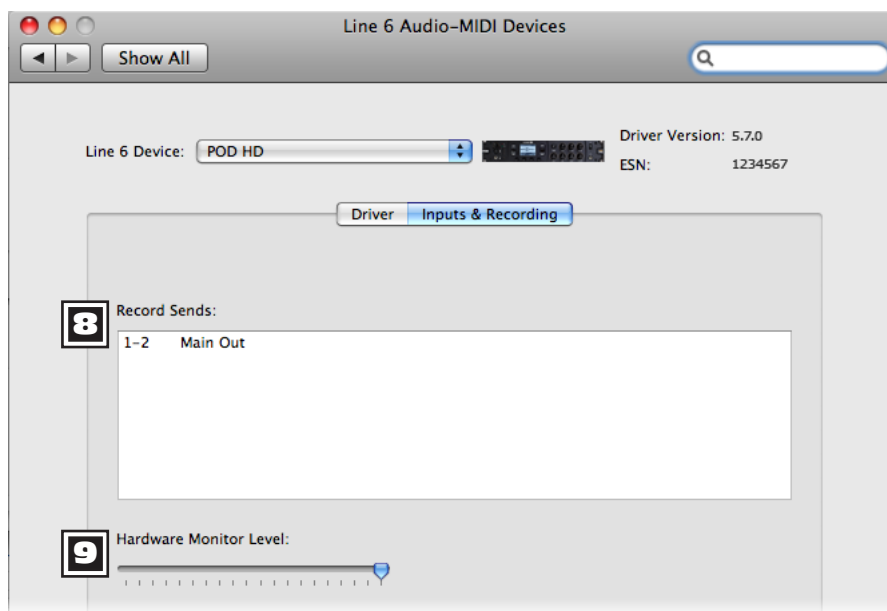 Line 6 Audio-MIDI Devices
Show All
Line 6 Device: POD HD
Driver Version: 5.7.0
ESN: 1234567
Driver Inputs & Recording
8 Record Sends:
1-2 Main Out
9 Hardware Monitor Level: